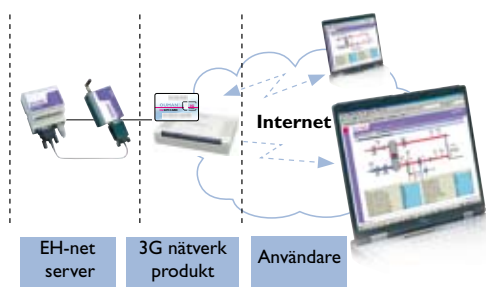 Internet
EH-net
server
3G nätverk
produkt
Användare